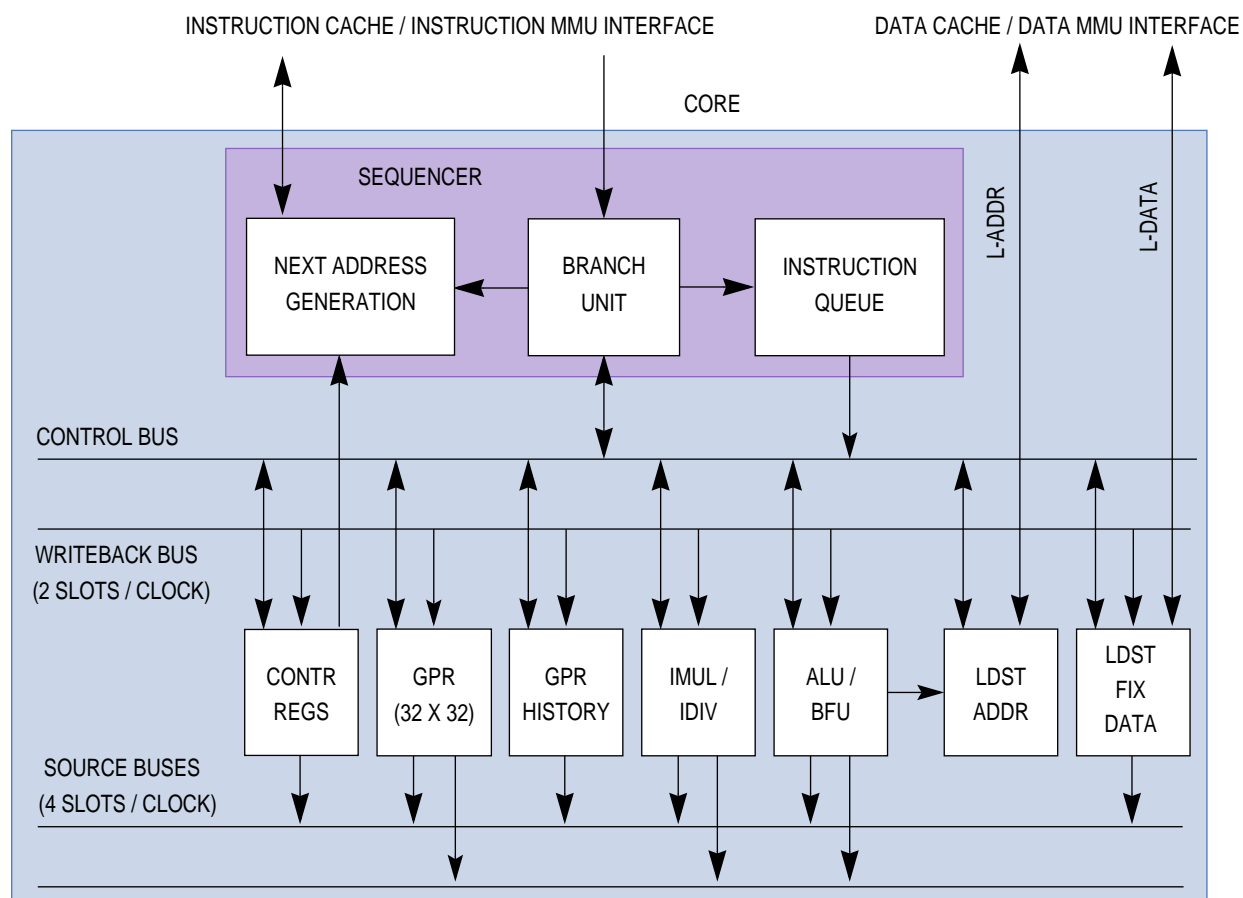 INSTRUCTION CACHE / INSTRUCTION MMU INTERFACE
DATA CACHE / DATA MMU INTERFACE
CORE
SEQUENCER
L-ADDR
L-DATA
NEXT ADDRESS
GENERATION
BRANCH
UNIT
INSTRUCTION
QUEUE
CONTROL BUS
WRITEBACK BUS
(2 SLOTS / CLOCK)
CONTR
REGS
GPR
(32 X 32)
GPR
HISTORY
IMUL /
IDIV
ALU /
BFU
LDST
ADDR
LDST
FIX
DATA
SOURCE BUSES
(4 SLOTS / CLOCK)